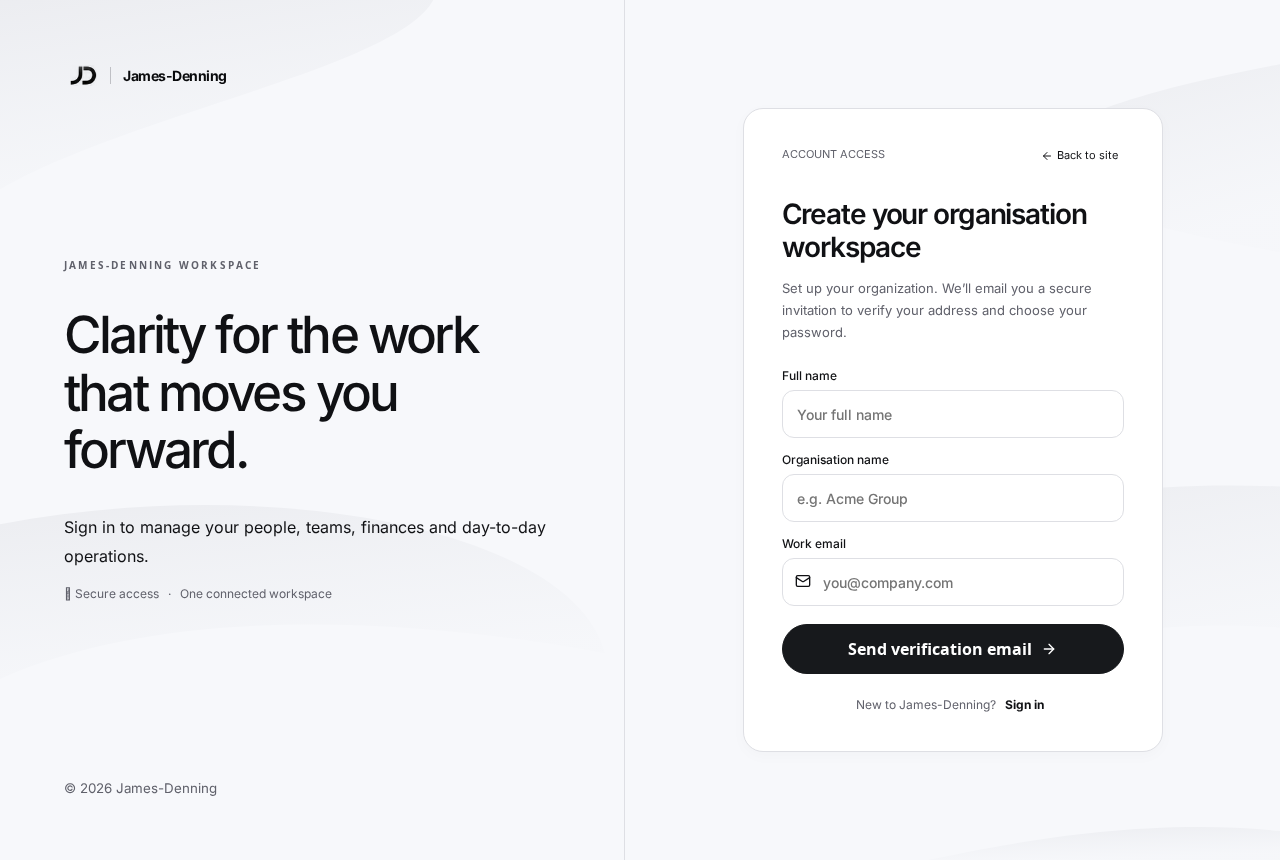 James-Denning
JAMES-DENNING WORKSPACE
Clarity for the work
that moves you
forward.
Sign in to manage your people, teams, finances and day-to-day
operations.
Secure access · One connected workspace
© 2026 James-Denning
ACCOUNT ACCESS
← Back to site
Create your organisation
workspace
Set up your organization. We’ll email you a secure
invitation to verify your address and choose your
password.
Full name
Your full name
Organisation name
e.g. Acme Group
Work email
you@company.com
Send verification email →
New to James-Denning? Sign in